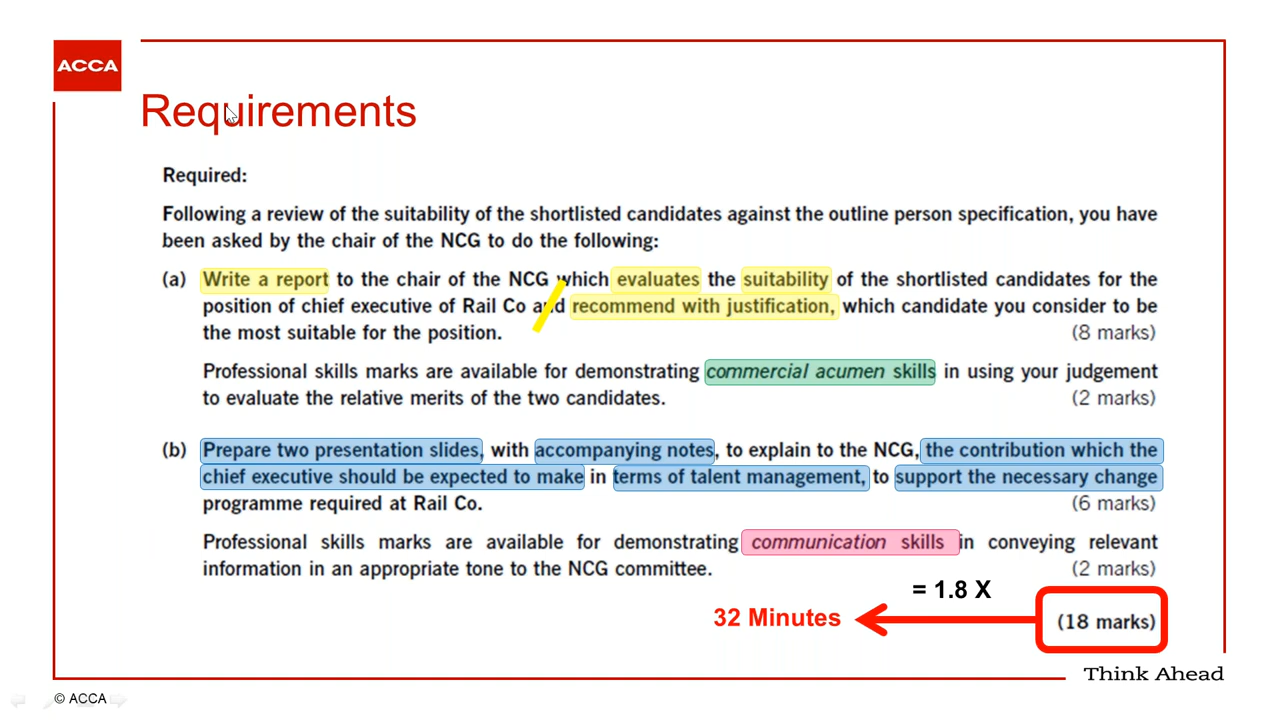 ACCA
Requirements
Required:
Following a review of the suitability of the shortlisted candidates against the outline person specification, you have
been asked by the chair of the NCG to do the following:
(a) Write a report to the chair of the NCG which evaluates the suitability of the shortlisted candidates for the
position of chief executive of Rail Co and recommend with justification, which candidate you consider to be
the most suitable for the position. (8 marks)
Professional skills marks are available for demonstrating commercial acumen skills in using your judgement
to evaluate the relative merits of the two candidates. (2 marks)
(b) Prepare two presentation slides, with accompanying notes, to explain to the NCG, the contribution which the
chief executive should be expected to make in terms of talent management, to support the necessary change
programme required at Rail Co. (6 marks)
Professional skills marks are available for demonstrating communication skills in conveying relevant
information in an appropriate tone to the NCG committee. (2 marks)
= 1.8 X
32 Minutes (18 marks)
Think Ahead
© ACCA